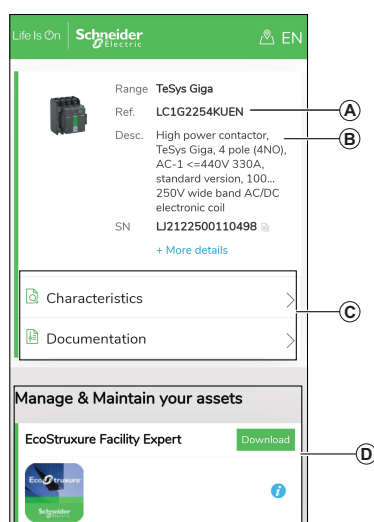 Life Is On Schneider Electric EN
Range TeSys Giga
Ref. LC1G2254KUEN A
Desc. High power contactor, B
TeSys Giga, 4 pole (4NO),
AC-1 <=440V 330A,
standard version, 100...
250V wide band AC/DC
electronic coil
SN LJ2122500110498
+ More details
Characteristics
C
Documentation
Manage & Maintain your assets
EcoStruxure Facility Expert Download
D
EcoStruxure
Schneider